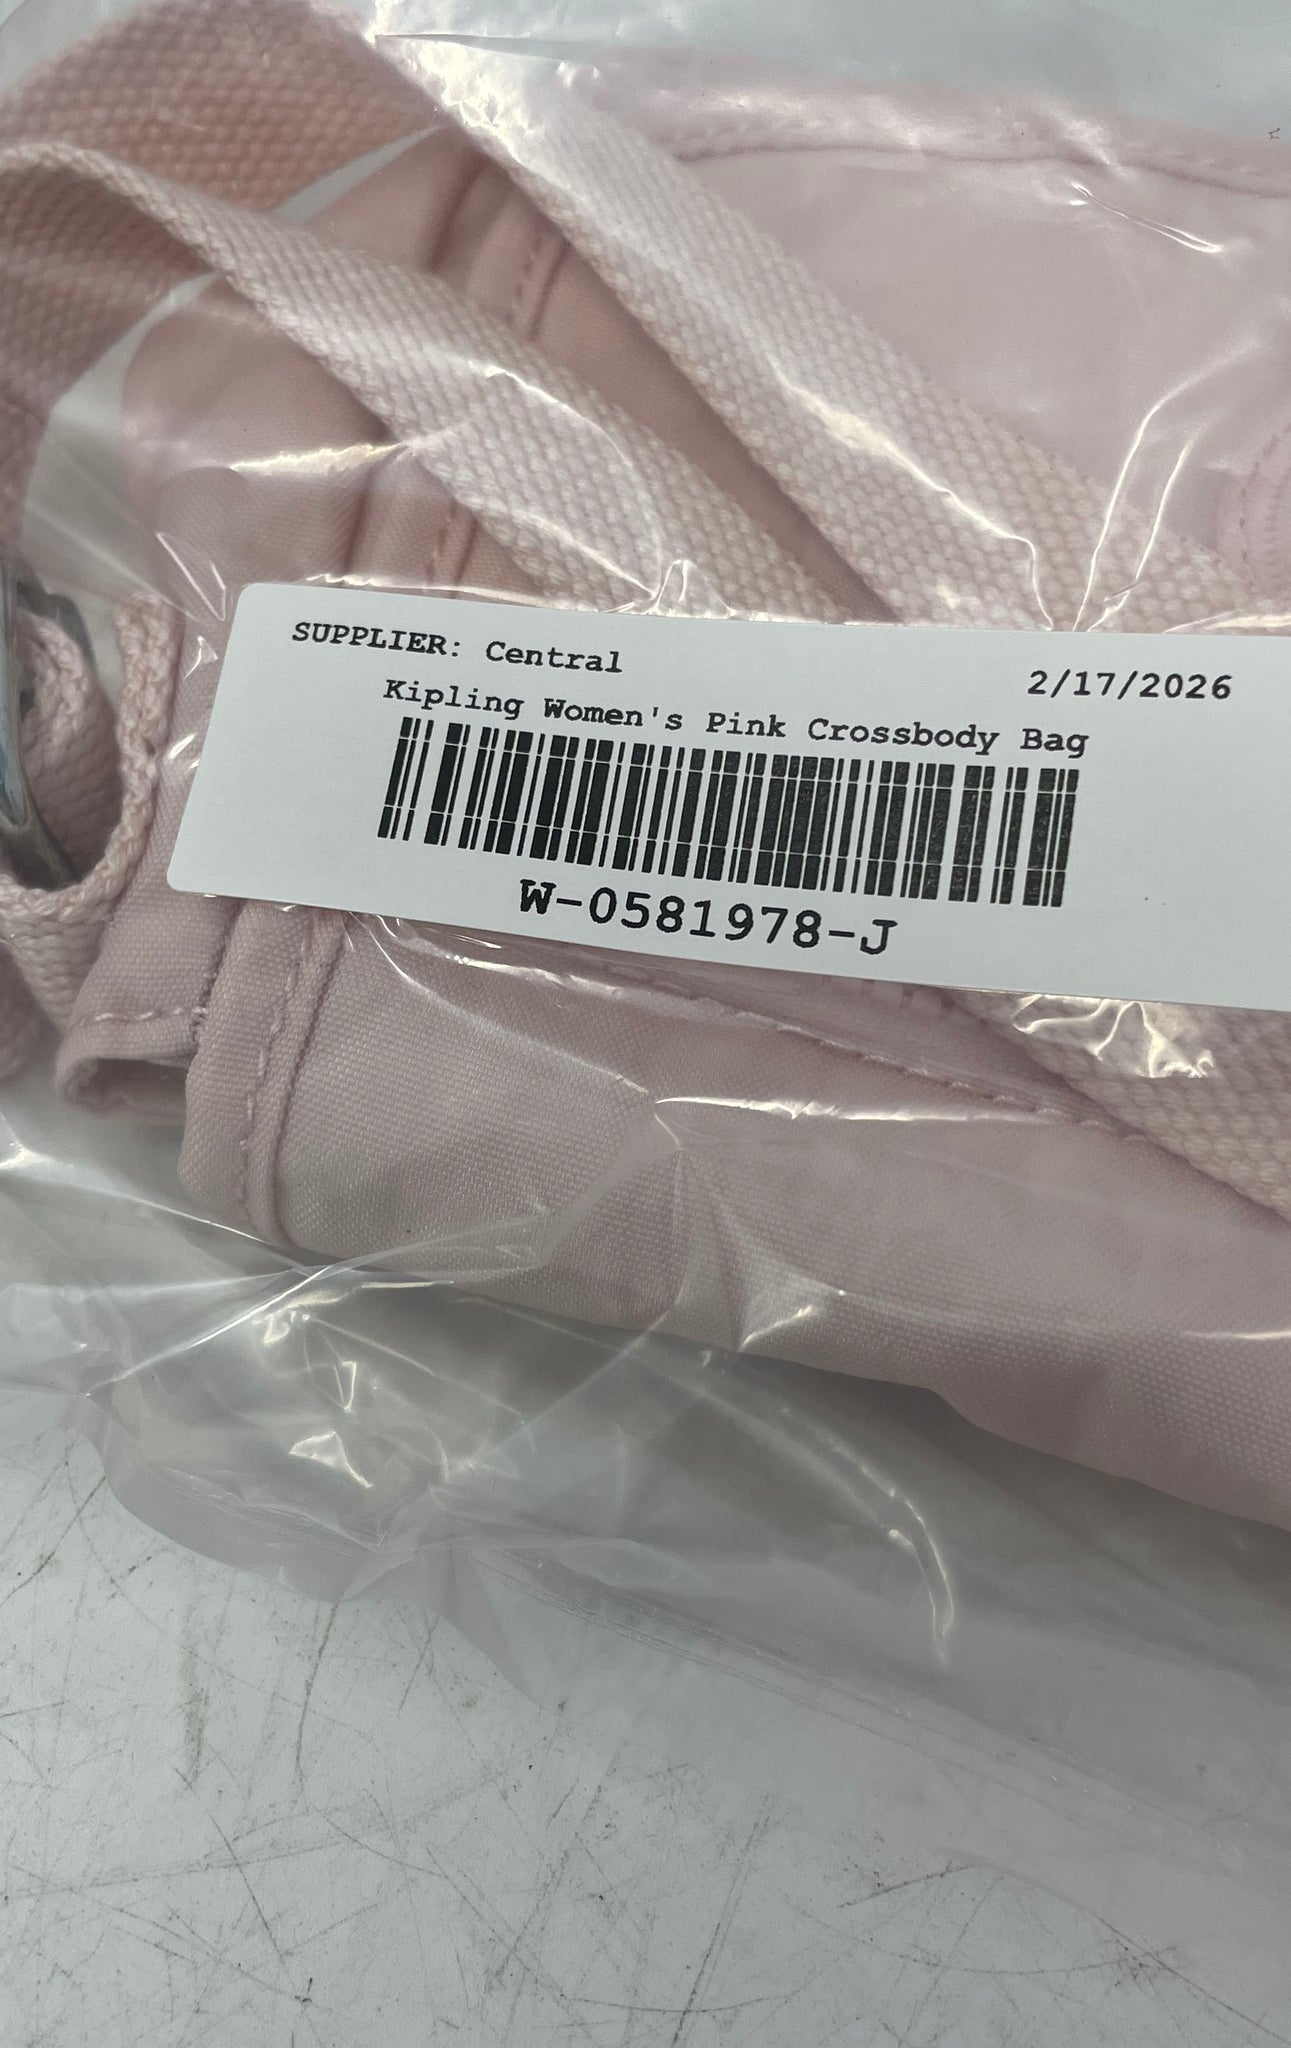 SUPPLIER: Central
2/17/2026
Kipling Women's Pink Crossbody Bag
W-0581978-J